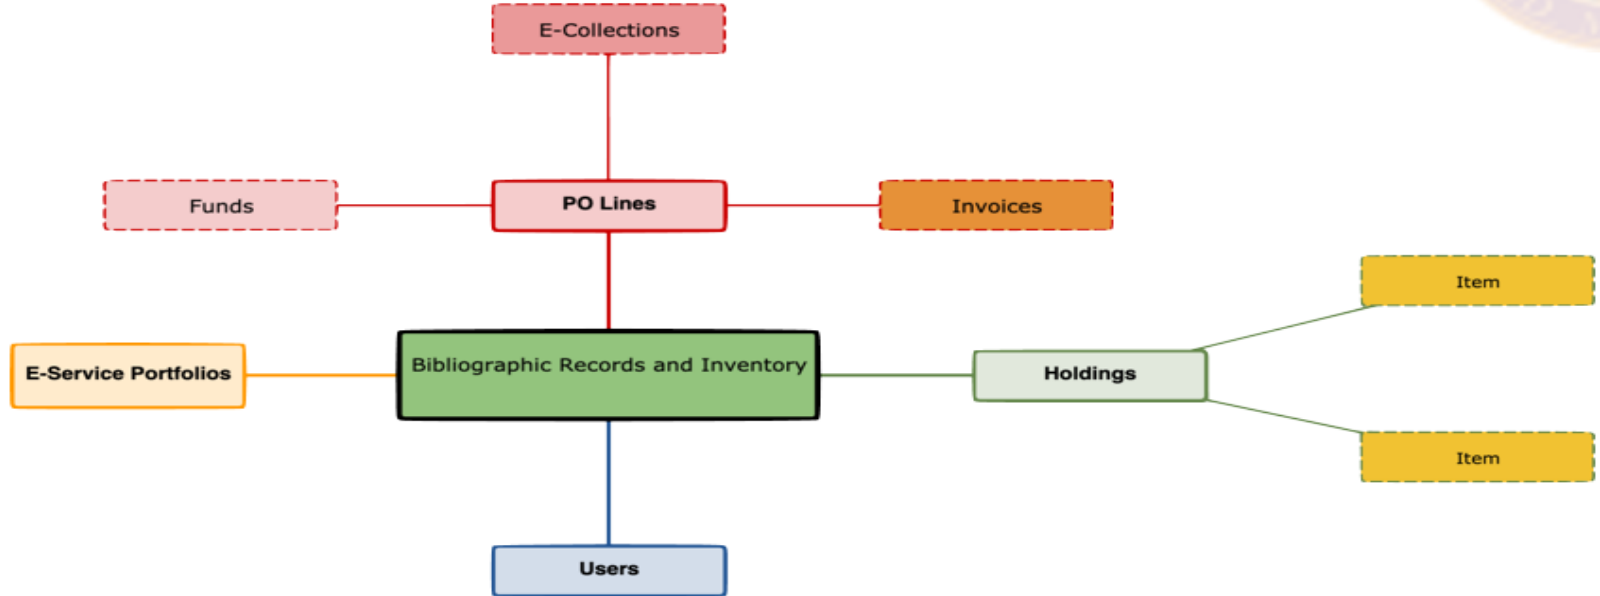 E-Collections
Funds
PO Lines
Invoices
Item
Bibliographic Records and Inventory
E-Service Portfolios
Holdings
Item
Users